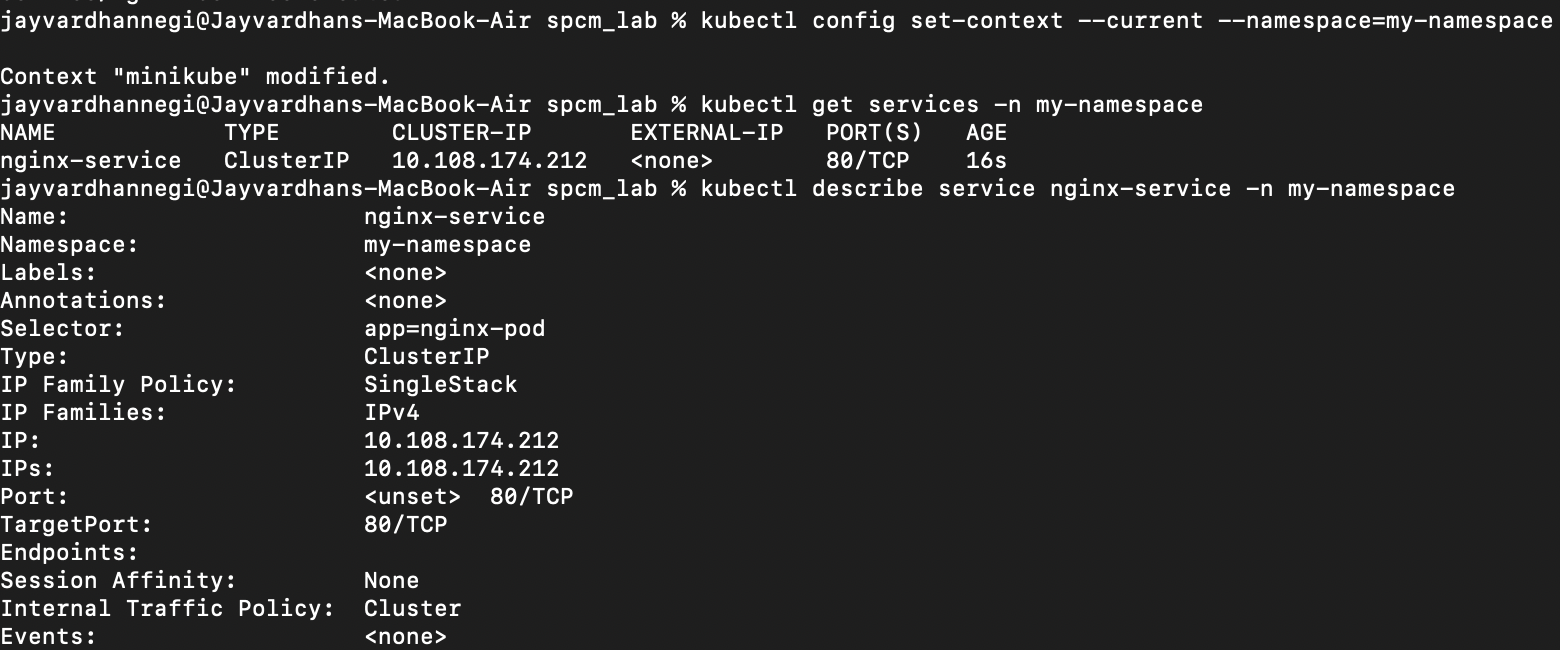 jayvardhannegi@Jayvardhans-MacBook-Air spcm_lab % kubectl config set-context --current --namespace=my-namespace
Context "minikube" modified.
jayvardhannegi@Jayvardhans-MacBook-Air spcm_lab % kubectl get services -n my-namespace
NAME            TYPE        CLUSTER-IP       EXTERNAL-IP   PORT(S)   AGE
nginx-service   ClusterIP   10.108.174.212   <none>        80/TCP    16s
jayvardhannegi@Jayvardhans-MacBook-Air spcm_lab % kubectl describe service nginx-service -n my-namespace
Name:                     nginx-service
Namespace:                my-namespace
Labels:                   <none>
Annotations:              <none>
Selector:                 app=nginx-pod
Type:                     ClusterIP
IP Family Policy:         SingleStack
IP Families:              IPv4
IP:                       10.108.174.212
IPs:                      10.108.174.212
Port:                     <unset>  80/TCP
TargetPort:               80/TCP
Endpoints:
Session Affinity:         None
Internal Traffic Policy:  Cluster
Events:                   <none>